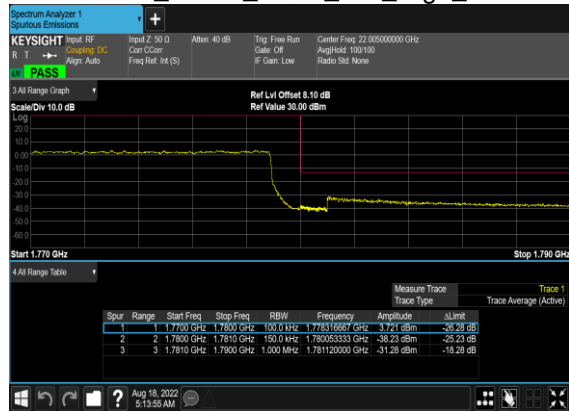 Spectrum Analyzer 1
Spurious Emissions
KEYSIGHT Input: RF Input Z: 50 Ω Atten: 40 dB Trig: Free Run Center Freq: 22.005000000 GHz
R T Coupling: DC Corr CCorr Gate: Off Avg|Hold: 100/100
Align: Auto Freq Ref: Int (S) IF Gain: Low Radio Std: None
PASS
3 All Range Graph
Ref Lvl Offset 8.10 dB
Scale/Div 10.0 dB Ref Value 30.00 dBm
Log
20.0
10.0
0.00
-10.0
-20.0
-30.0
-40.0
-50.0
-60.0
Start 1.770 GHz Stop 1.790 GHz
4 All Range Table
Measure Trace Trace 1
Trace Type Trace Average (Active)
Spur Range Start Freq Stop Freq RBW Frequency Amplitude ΔLimit
1 1 1.7700 GHz 1.7800 GHz 100.0 kHz 1.778316667 GHz 3.721 dBm -26.28 dB
2 2 1.7800 GHz 1.7810 GHz 150.0 kHz 1.780053333 GHz -38.23 dBm -25.23 dB
3 3 1.7810 GHz 1.7900 GHz 1.000 MHz 1.781120000 GHz -31.28 dBm -18.28 dB
? Aug 18, 2022
5:13:55 AM